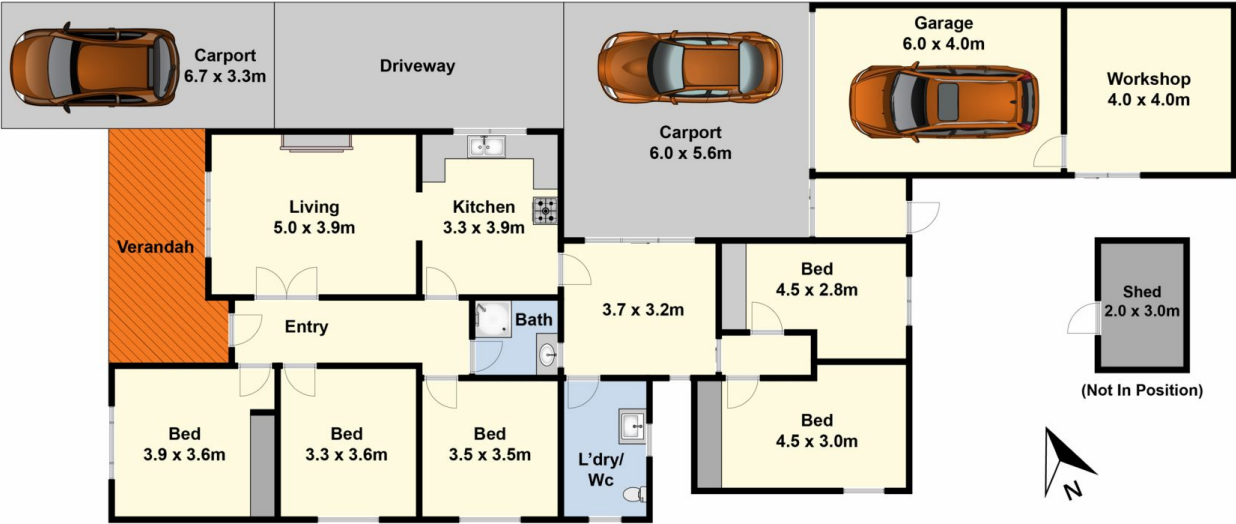 Carport
6.7 x 3.3m
Driveway
Carport
6.0 x 5.6m
Garage
6.0 x 4.0m
Workshop
4.0 x 4.0m
Verandah
Living
5.0 x 3.9m
Kitchen
3.3 x 3.9m
Entry
Bath
3.7 x 3.2m
Bed
4.5 x 2.8m
Shed
2.0 x 3.0m
(Not In Position)
Bed
3.9 x 3.6m
Bed
3.3 x 3.6m
Bed
3.5 x 3.5m
L'dry/
Wc
Bed
4.5 x 3.0m
N